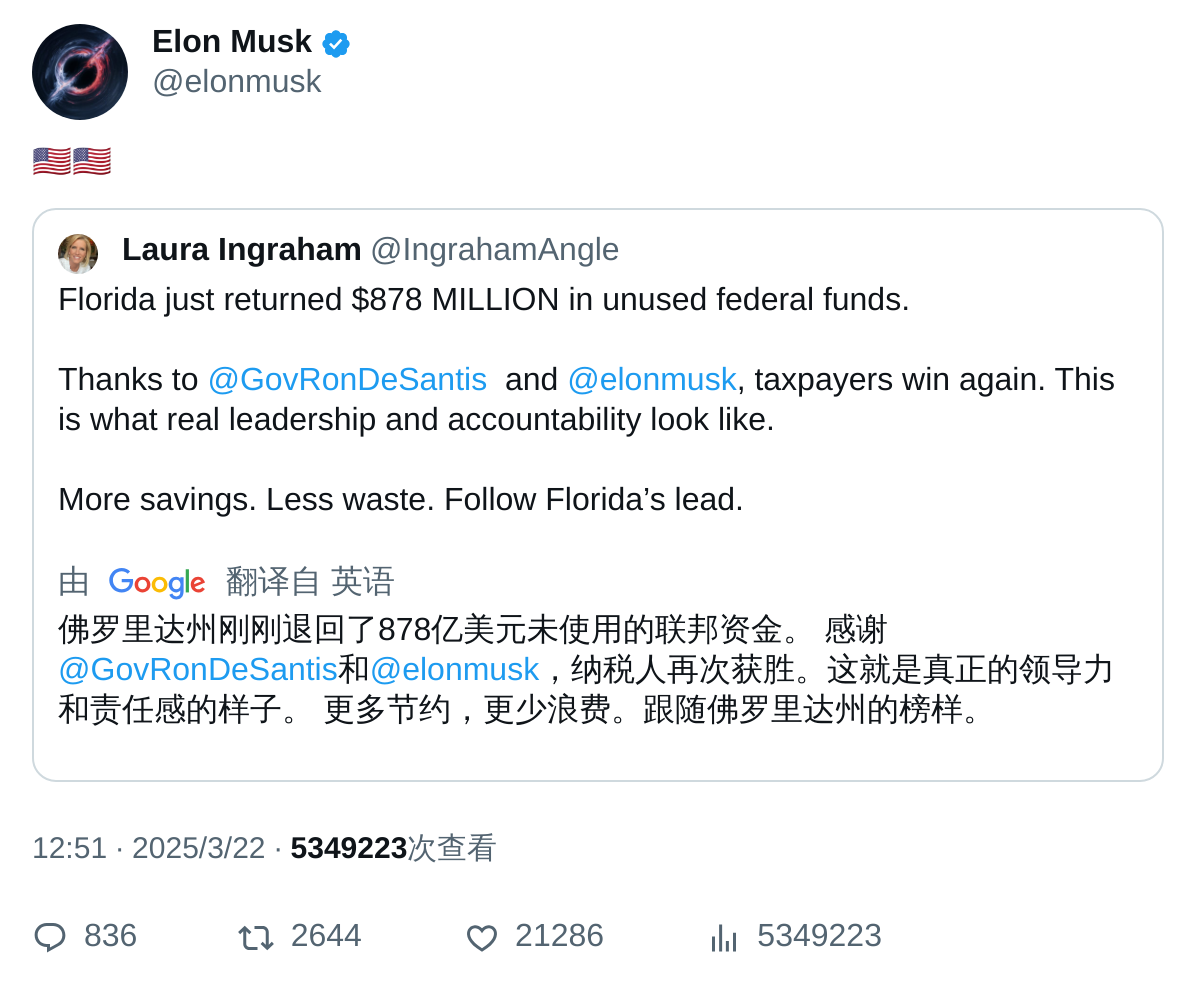 Elon Musk
@elonmusk
🇺🇸🇺🇸
Laura Ingraham @IngrahamAngle
Florida just returned $878 MILLION in unused federal funds.
Thanks to @GovRonDeSantis  and @elonmusk, taxpayers win again. This
is what real leadership and accountability look like.
More savings. Less waste. Follow Florida’s lead.
由 Google 翻译自 英语
佛罗里达州刚刚退回了878亿美元未使用的联邦资金。 感谢
@GovRonDeSantis和@elonmusk，纳税人再次获胜。这就是真正的领导力
和责任感的样子。 更多节约，更少浪费。跟随佛罗里达州的榜样。
12:51 · 2025/3/22 · 5349223次查看
836 2644 21286 5349223